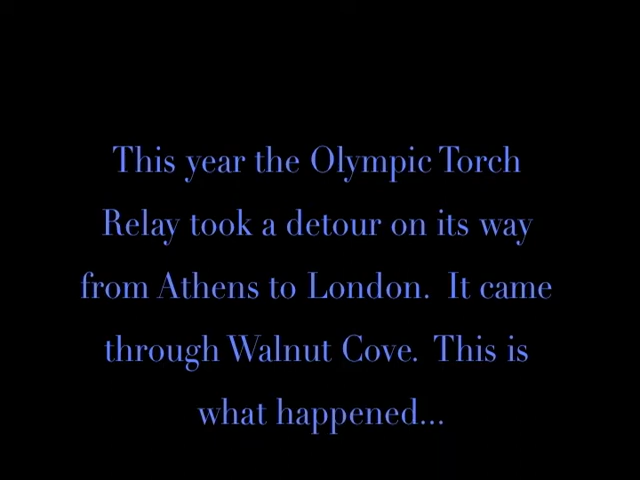 This year the Olympic Torch
Relay took a detour on its way
from Athens to London.  It came
through Walnut Cove.  This is
what happened...